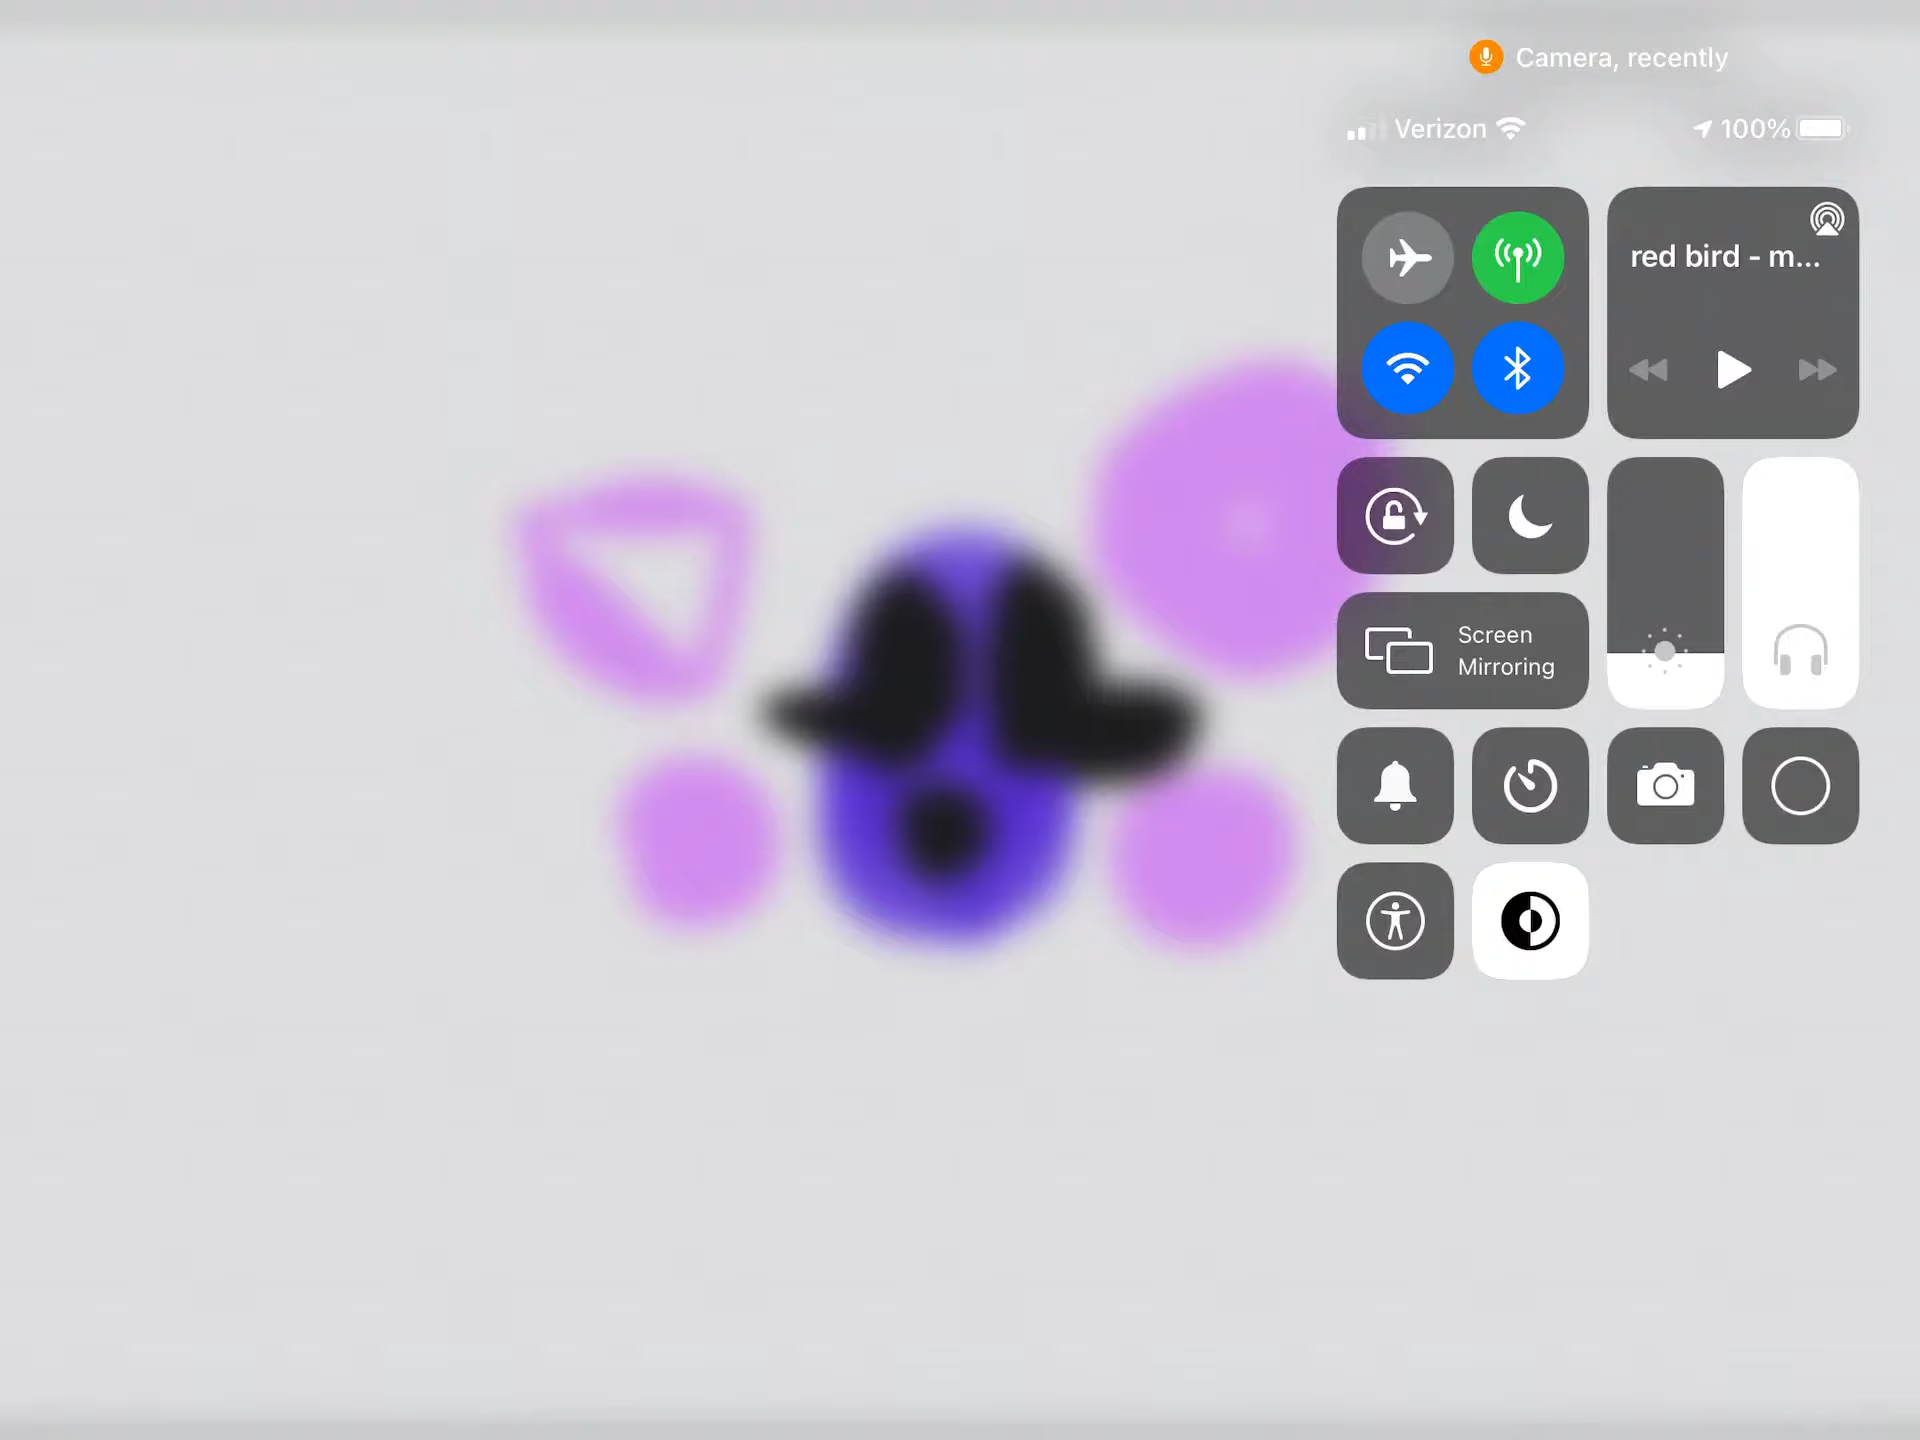 Camera, recently
Verizon
100%
red bird - m...
Screen
Mirroring